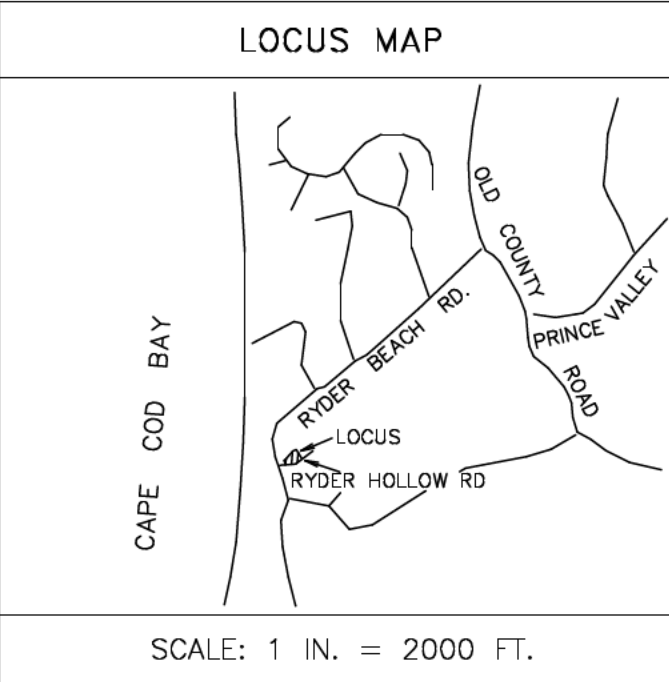 LOCUS MAP
OLD COUNTY ROAD
PRINCE VALLEY
RYDER BEACH RD.
CAPE COD BAY
LOCUS
RYDER HOLLOW RD
SCALE: 1 IN. = 2000 FT.